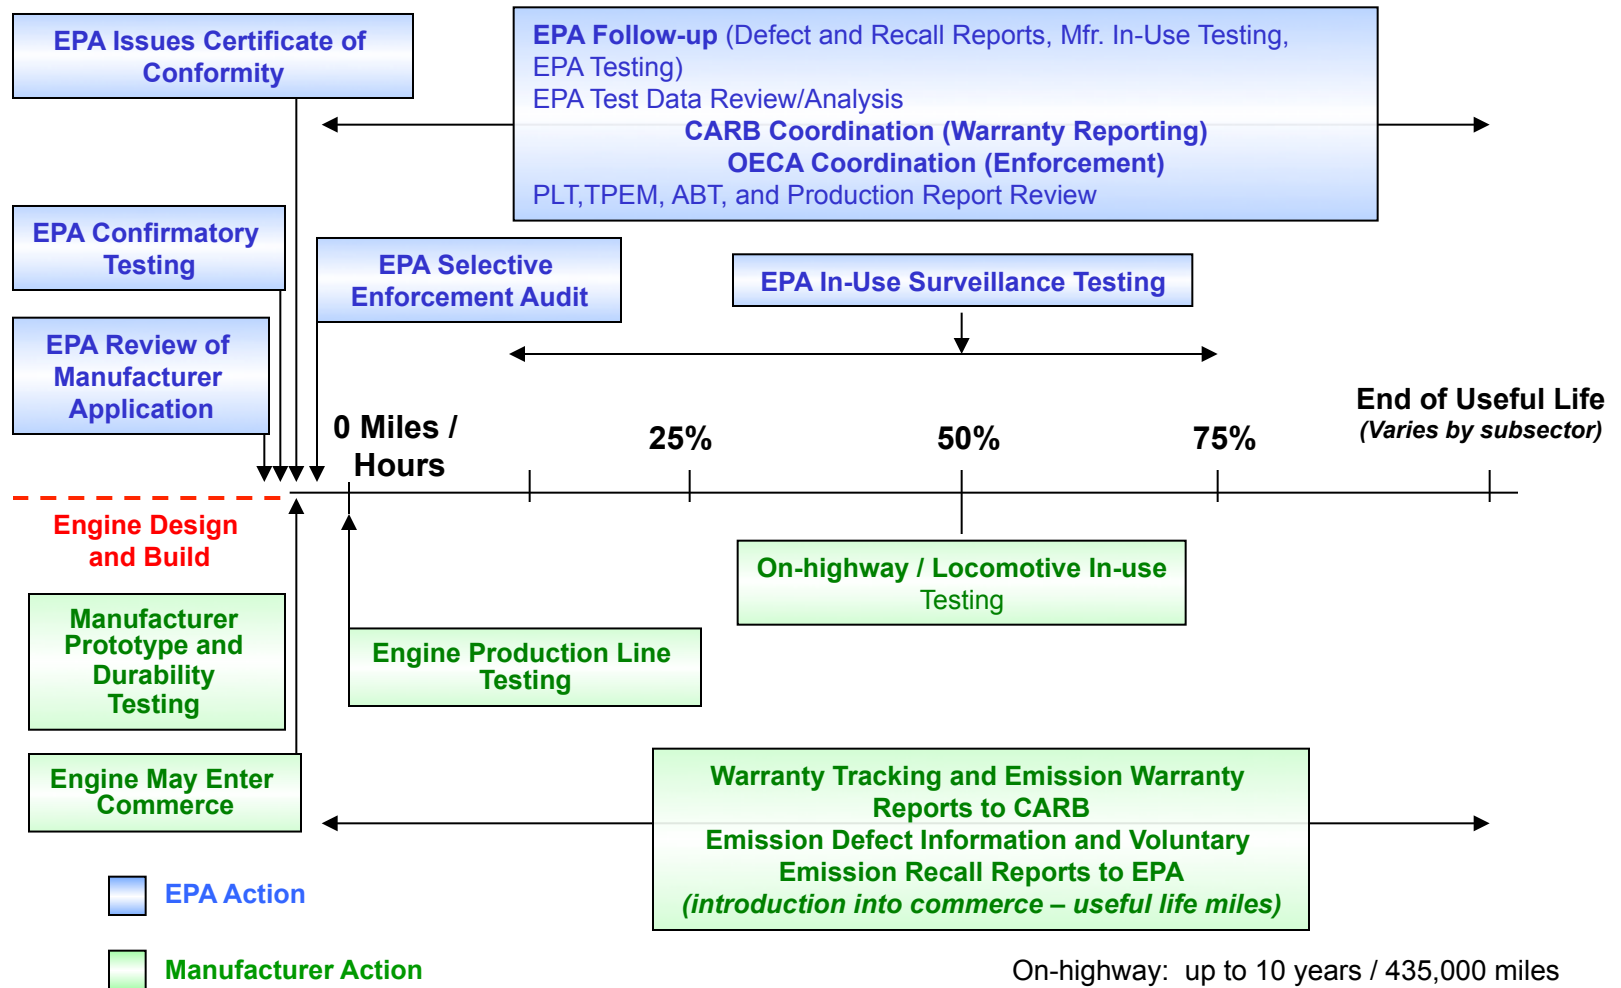 EPA Issues Certificate of
Conformity
EPA Follow-up (Defect and Recall Reports, Mfr. In-Use Testing,
EPA Testing)
EPA Test Data Review/Analysis
CARB Coordination (Warranty Reporting)
OECA Coordination (Enforcement)
PLT,TPEM, ABT, and Production Report Review
EPA Confirmatory
Testing
EPA Selective
Enforcement Audit
EPA In-Use Surveillance Testing
EPA Review of
Manufacturer
Application
0 Miles /
Hours
25%
50%
75%
End of Useful Life
(Varies by subsector)
Engine Design
and Build
On-highway / Locomotive In-use
Testing
Manufacturer
Prototype and
Durability
Testing
Engine Production Line
Testing
Engine May Enter
Commerce
Warranty Tracking and Emission Warranty
Reports to CARB
Emission Defect Information and Voluntary
Emission Recall Reports to EPA
(introduction into commerce – useful life miles)
EPA Action
Manufacturer Action
On-highway:  up to 10 years / 435,000 miles